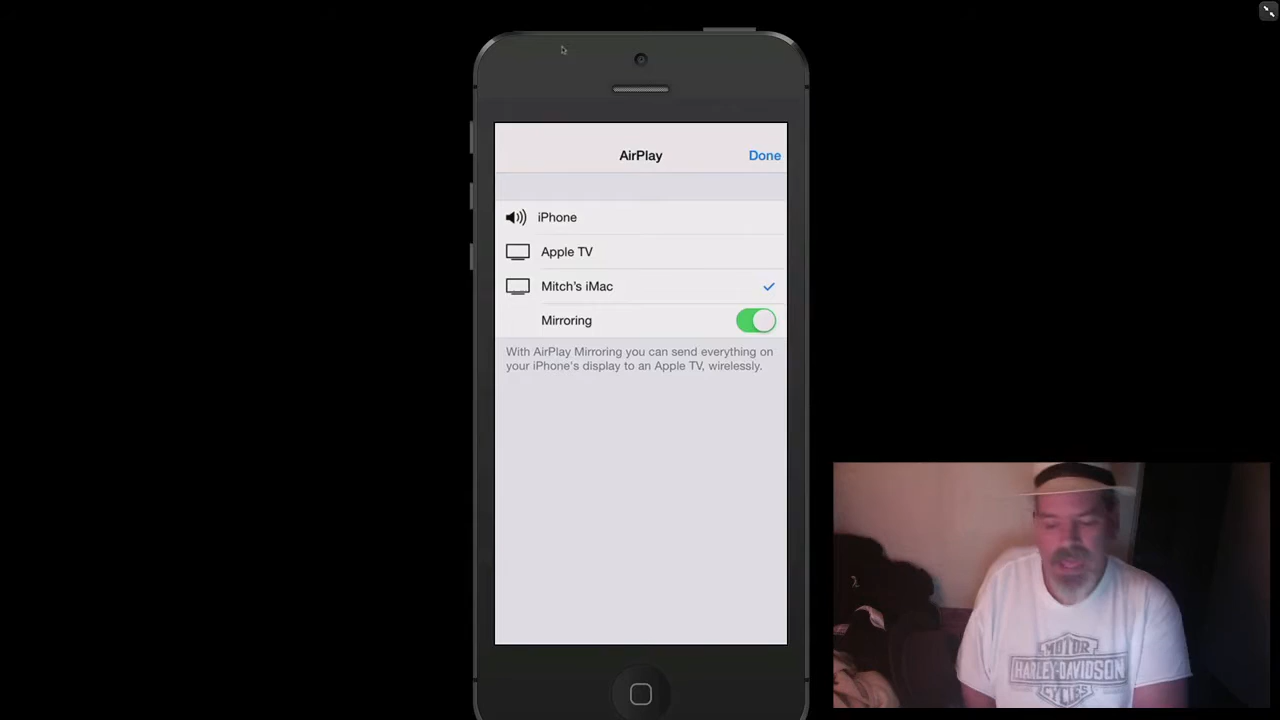 AirPlay
Done
iPhone
Apple TV
Mitch's iMac
Mirroring
With AirPlay Mirroring you can send everything on
your iPhone's display to an Apple TV, wirelessly.
MOTOR
HARLEY-DAVIDSON
CYCLES